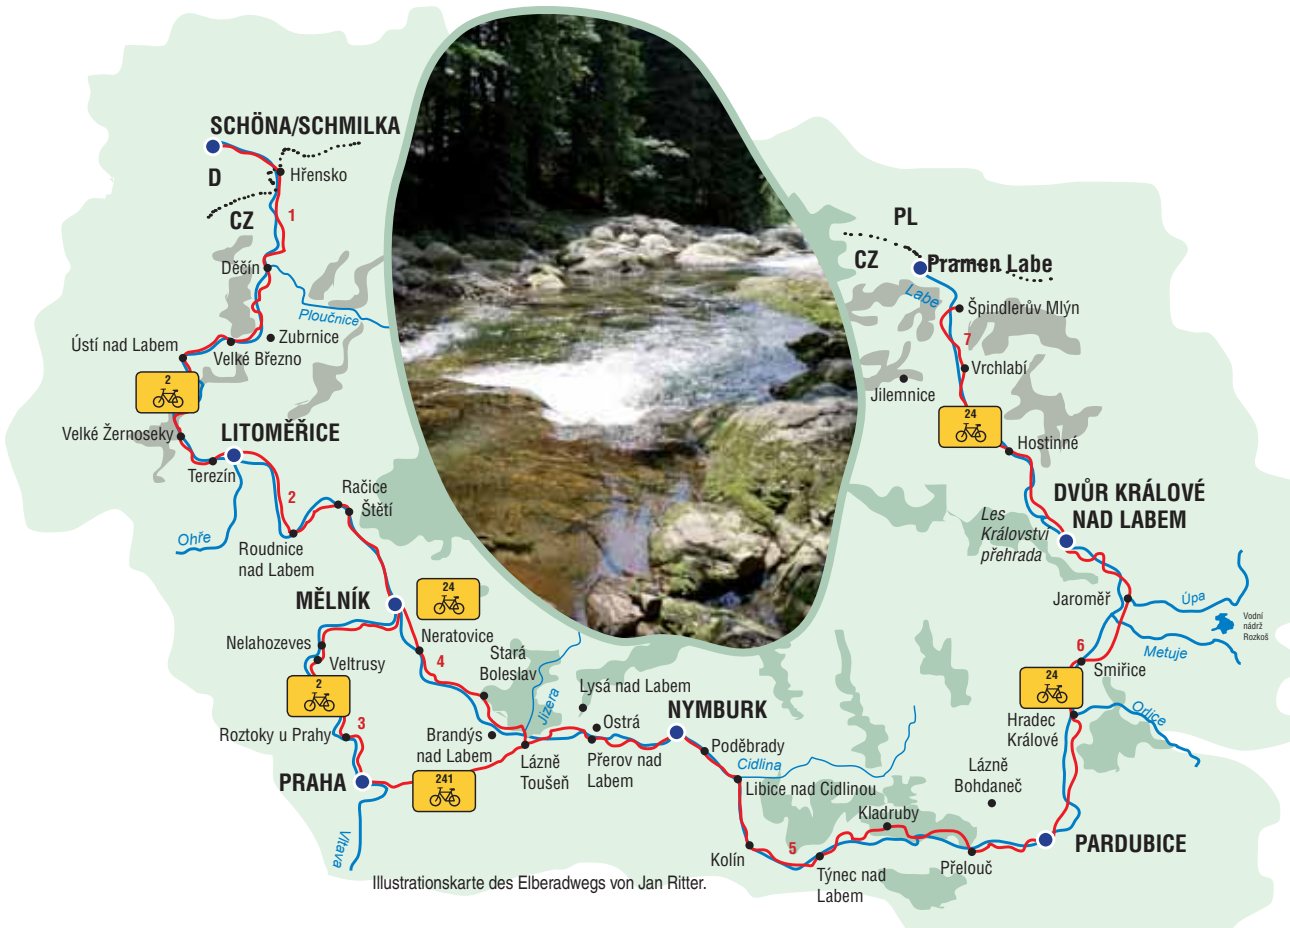 SCHÖNA/SCHMILKA
D
Hřensko
CZ
1
Děčín
Ploučnice
Zubrnice
Ústí nad Labem
Velké Březno
2
Velké Žernoseky
LITOMĚŘICE
Terezín
2
Račice
Štětí
Ohře
Roudnice
nad Labem
MĚLNÍK
24
Nelahozeves
Neratovice
Veltrusy
4
Stará
Boleslav
2
3
Roztoky u Prahy
Brandýs
nad Labem
Jizera
Lysá nad Labem
Ostrá
NYMBURK
PRAHA
241
Lázně
Toušeň
Přerov nad
Labem
Poděbrady
Cidlina
Libice nad Cidlinou
Vltava
Kolín
5
Kladruby
Týnec nad
Labem
Přelouč
Lázně
Bohdaneč
PARDUBICE
PL
CZ
Pramen Labe
Labe
Špindlerův Mlýn
7
Vrchlabí
Jilemnice
24
Hostinné
DVŮR KRÁLOVÉ
NAD LABEM
Les
Království
přehrada
Jaroměř
Úpa
Vodní
nádrž
Rozkoš
Metuje
6
Smiřice
24
Hradec
Králové
Orlice
Illustrationskarte des Elberadwegs von Jan Ritter.